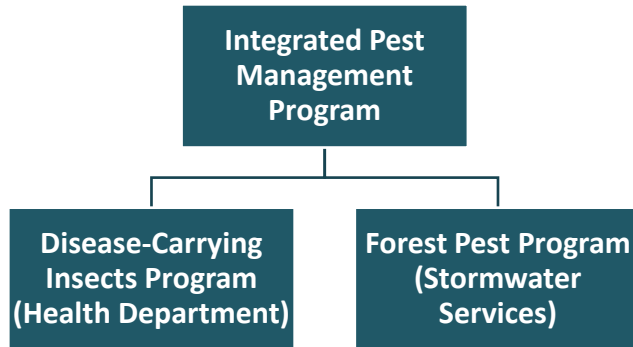 Integrated Pest
Management
Program
Disease-Carrying
Insects Program
(Health Department)
Forest Pest Program
(Stormwater
Services)